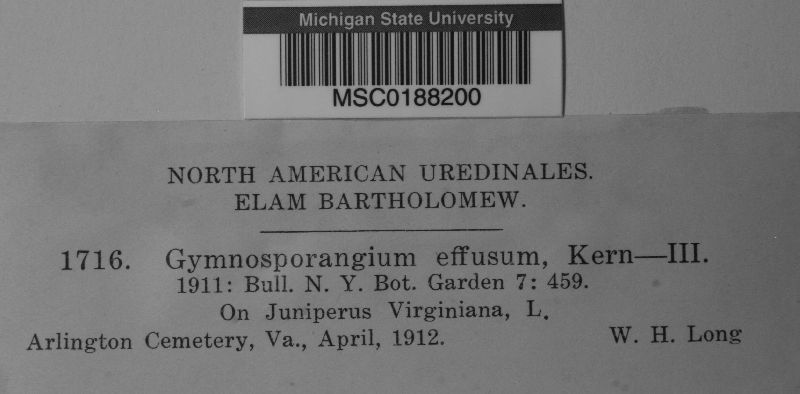 Michigan State University
MSC0188200
NORTH AMERICAN UREDINALES.
ELAM BARTHOLOMEW.
1716. Gymnosporangium effusum, Kern—III.
1911: Bull. N. Y. Bot. Garden 7: 459.
On Juniperus Virginiana, L.
Arlington Cemetery, Va., April, 1912. W. H. Long